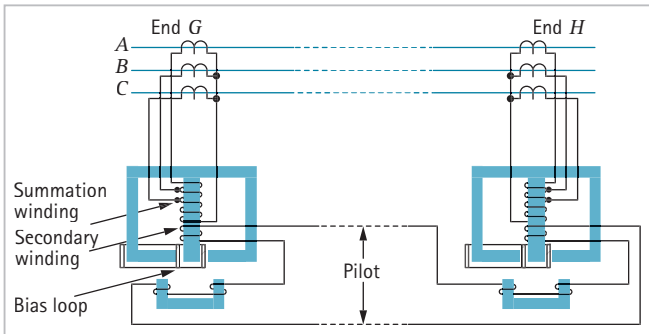 End G
End H
A
B
C
Summation
winding
Secondary
winding
Pilot
Bias loop